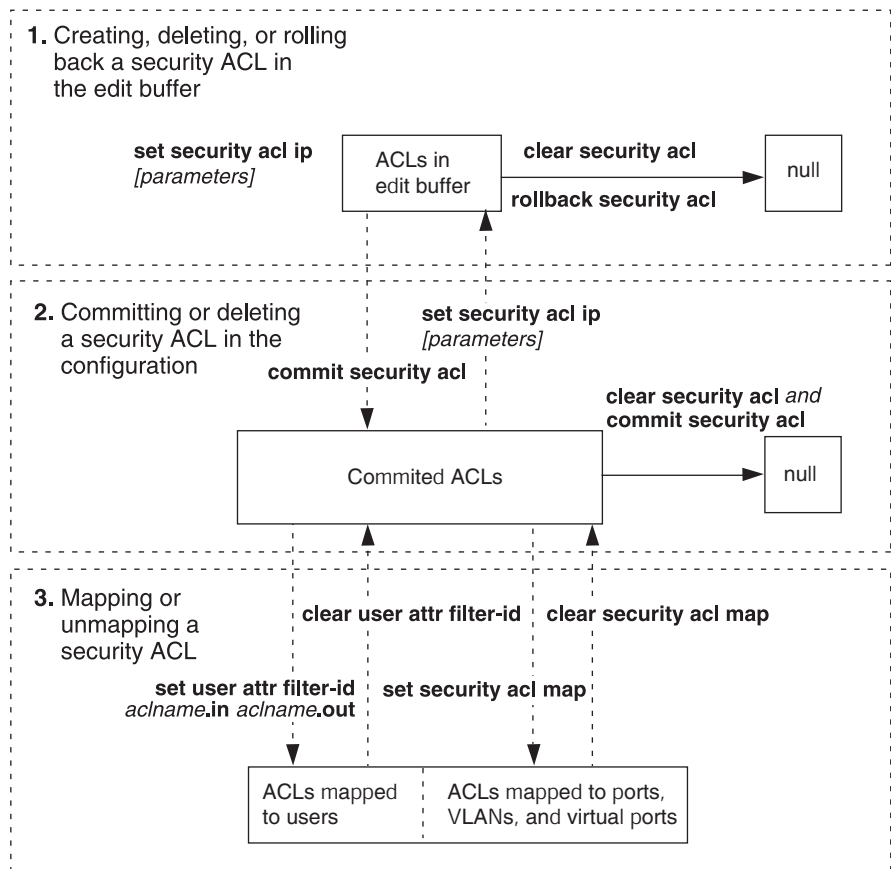 1. Creating, deleting, or rolling
back a security ACL in
the edit buffer
set security acl ip
[parameters]
ACLs in
edit buffer
clear security acl
rollback security acl
null
2. Committing or deleting
a security ACL in the
configuration
set security acl ip
[parameters]
commit security acl
clear security acl and
commit security acl
Commited ACLs
null
3. Mapping or
unmapping a
security ACL
clear user attr filter-id
clear security acl map
set user attr filter-id
aclname.in aclname.out
set security acl map
ACLs mapped
to users
ACLs mapped to ports,
VLANs, and virtual ports